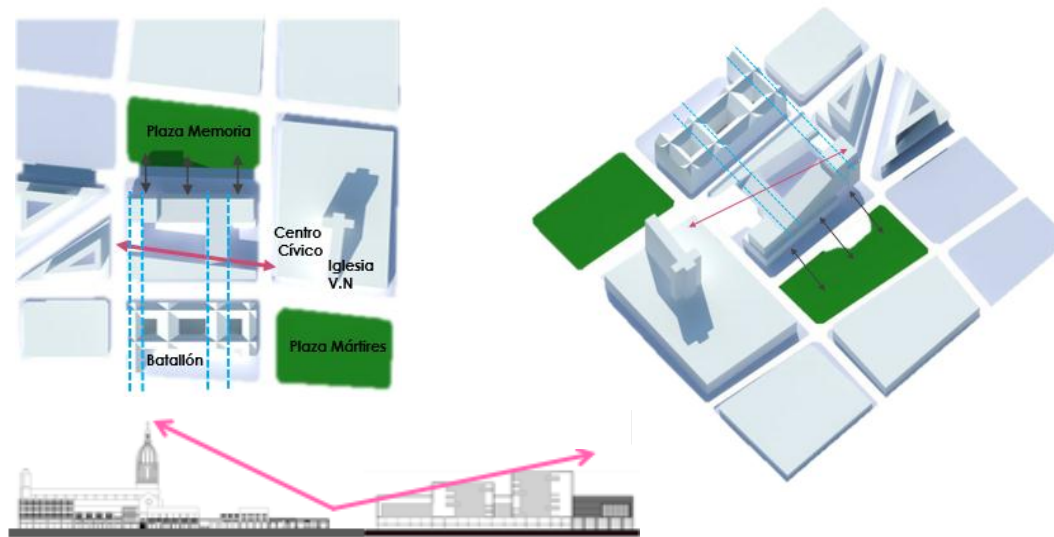 Plaza Memoria
Centro
Cívico
Iglesia
V.N
Batallón
Plaza Mártires